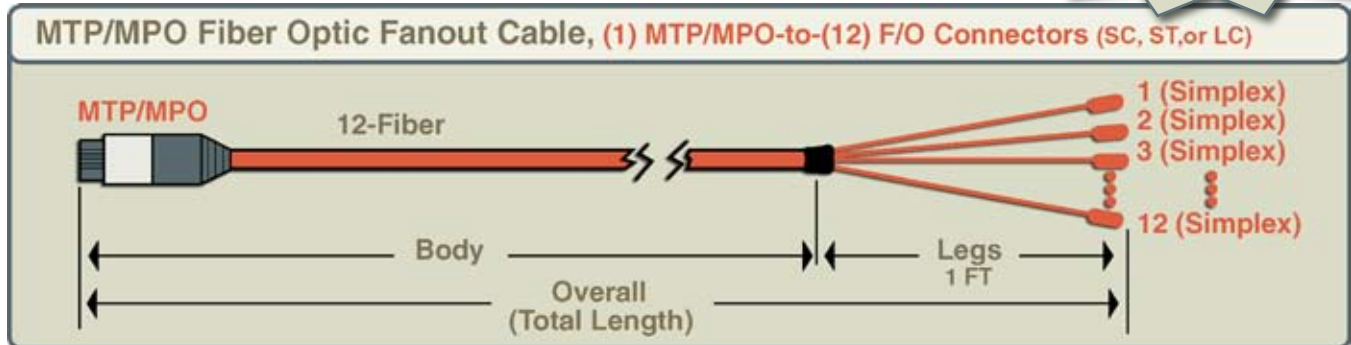 MTP/MPO Fiber Optic Fanout Cable, (1) MTP/MPO-to-(12) F/O Connectors (SC, ST,or LC)
MTP/MPO
12-Fiber
1 (Simplex)
2 (Simplex)
3 (Simplex)
12 (Simplex)
Body
Legs
1 FT
Overall
(Total Length)